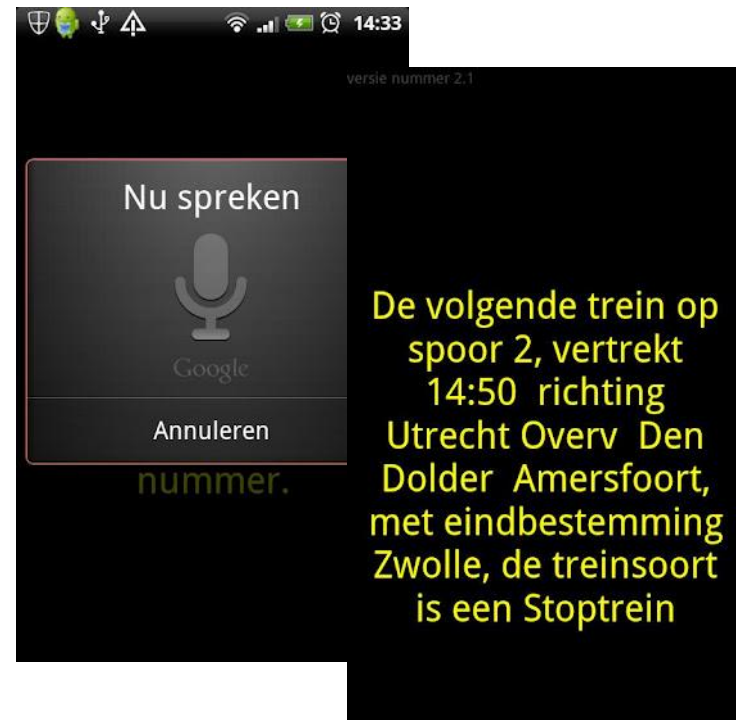 14:33
Nu spreken
Google
Annuleren
nummer.
versie nummer 2.1
De volgende trein op
spoor 2, vertrekt
14:50 richting
Utrecht Overv Den
Dolder Amersfoort,
met eindbestemming
Zwolle, de treinsoort
is een Stoptrein